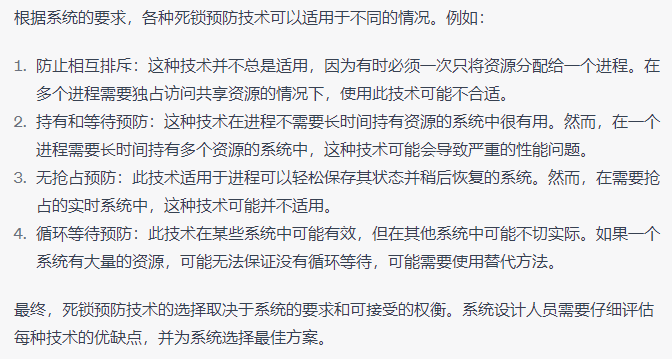 根据系统的要求，各种死锁预防技术可以适用于不同的情况。例如：
1. 防止相互排斥：这种技术并不总是适用，因为有时必须一次只将资源分配给一个进程。在
多个进程需要独占访问共享资源的情况下，使用此技术可能不合适。
2. 持有和等待预防：这种技术在进程不需要长时间持有资源的系统中很有用。然而，在一个
进程需要长时间持有多个资源的系统中，这种技术可能会导致严重的性能问题。
3. 无抢占预防：此技术适用于进程可以轻松保存其状态并稍后恢复的系统。然而，在需要抢
占的实时系统中，这种技术可能并不适用。
4. 循环等待预防：此技术在某些系统中可能有效，但在其他系统中可能不切实际。如果一个
系统有大量的资源，可能无法保证没有循环等待，可能需要使用替代方法。
最终，死锁预防技术的选择取决于系统的要求和可接受的权衡。系统设计人员需要仔细评估
每种技术的优缺点，并为系统选择最佳方案。